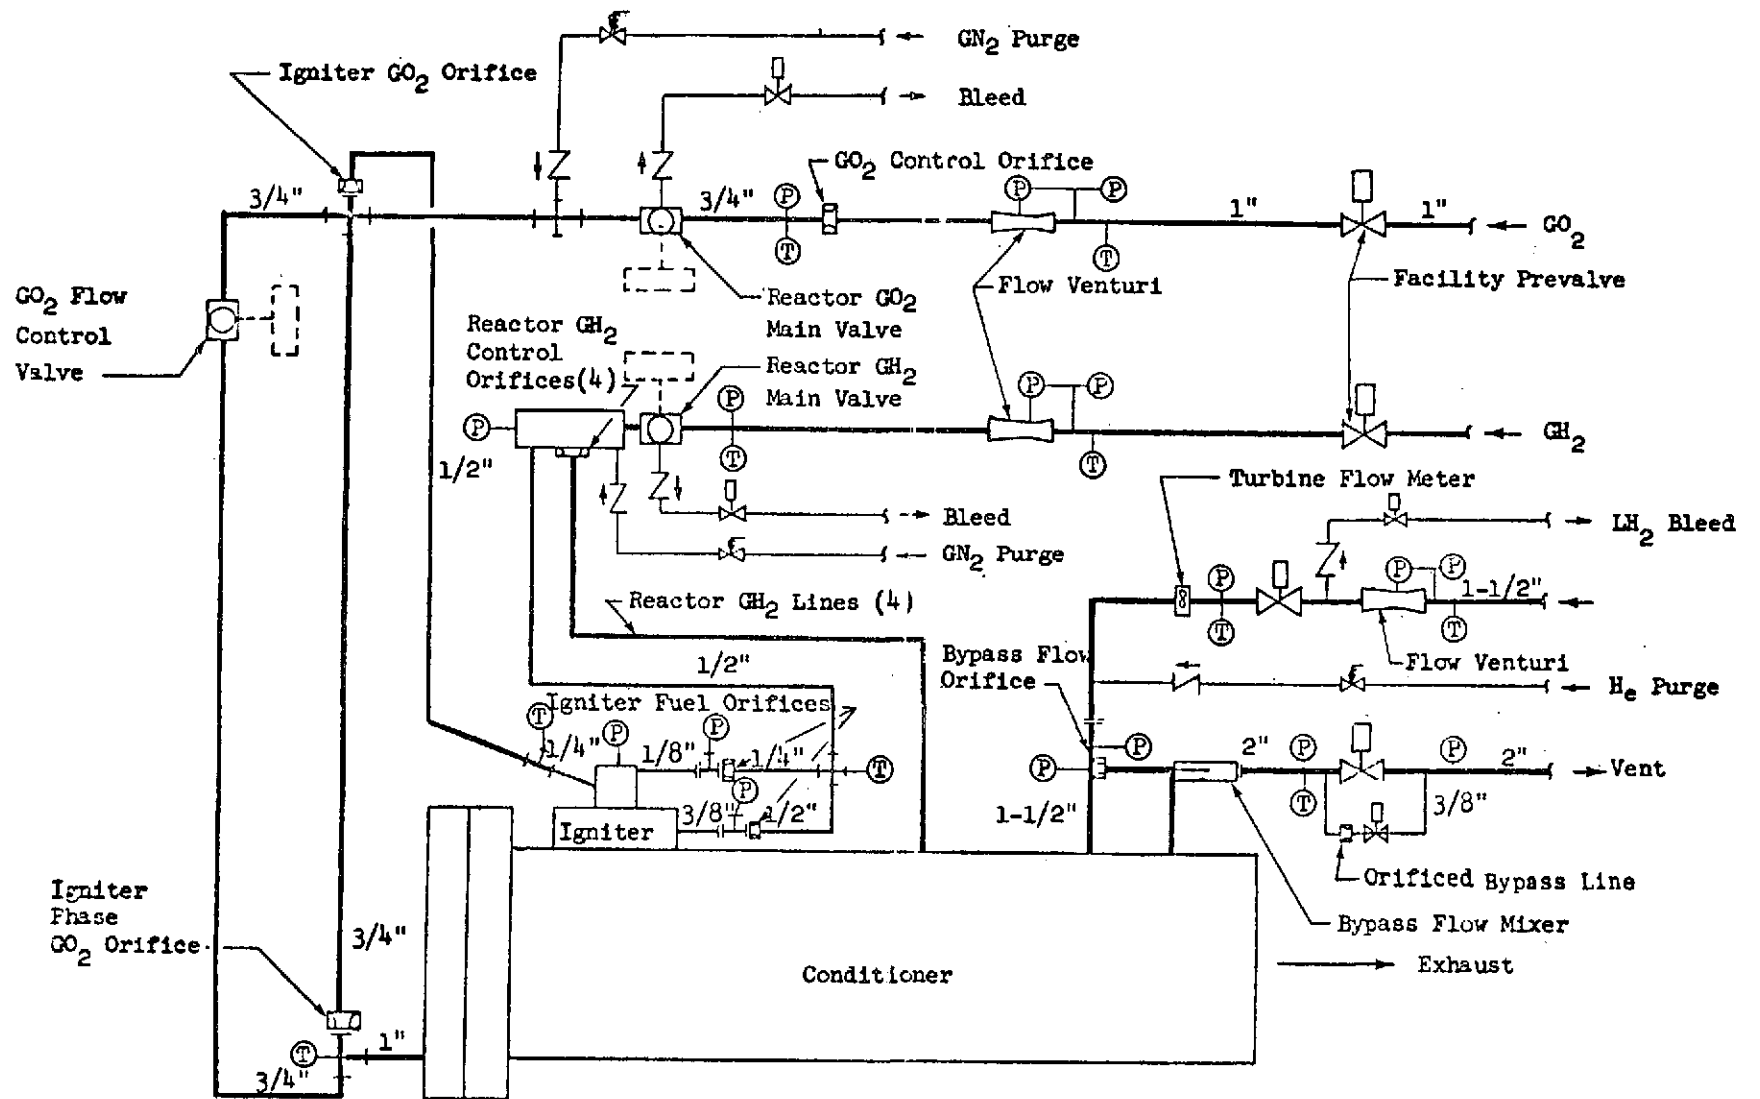 GN2 Purge
Igniter GO2 Orifice
Bleed
GO2 Control Orifice
P
P
P
3/4"
3/4"
1"
1"
GO2
T
T
GO2 Flow
Control
Valve
Flow Venturi
Facility Prevalve
Reactor GO2
Main Valve
Reactor GH2
Control
Orifices(4)
Reactor GH2
Main Valve
P
P
P
P
GH2
T
T
1/2"
Turbine Flow Meter
Bleed
LH2 Bleed
GN2 Purge
P
P
P
1-1/2"
T
T
Reactor GH2 Lines (4)
1/2"
Bypass Flow
Orifice
Flow Venturi
He Purge
Igniter Fuel Orifices
T
P
P
1/4"
1/8"
1/4"
T
P
P
2"
P
P
2"
Vent
T
P
3/8"
1/2"
1-1/2"
3/8"
Igniter
Orificed Bypass Line
Igniter
Phase
GO2 Orifice
3/4"
Bypass Flow Mixer
Conditioner
Exhaust
T
1"
3/4"